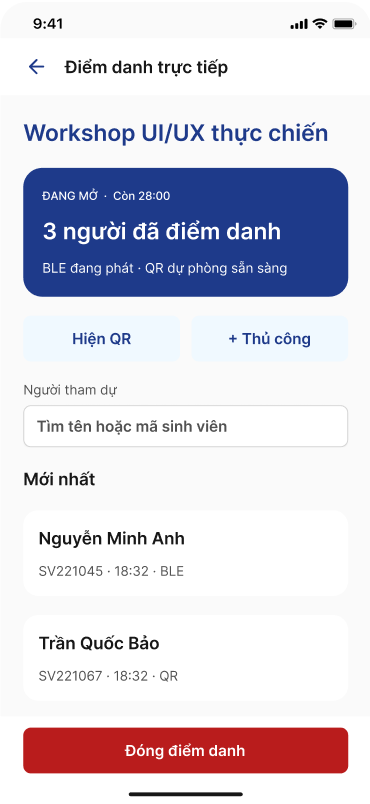 9:41
Điểm danh trực tiếp
Workshop UI/UX thực chiến
ĐANG MỞ · Còn 28:00
3 người đã điểm danh
BLE đang phát · QR dự phòng sẵn sàng
Hiện QR
+ Thủ công
Người tham dự
Tìm tên hoặc mã sinh viên
Mới nhất
Nguyễn Minh Anh
SV221045 · 18:32 · BLE
Trần Quốc Bảo
SV221067 · 18:32 · QR
Đóng điểm danh